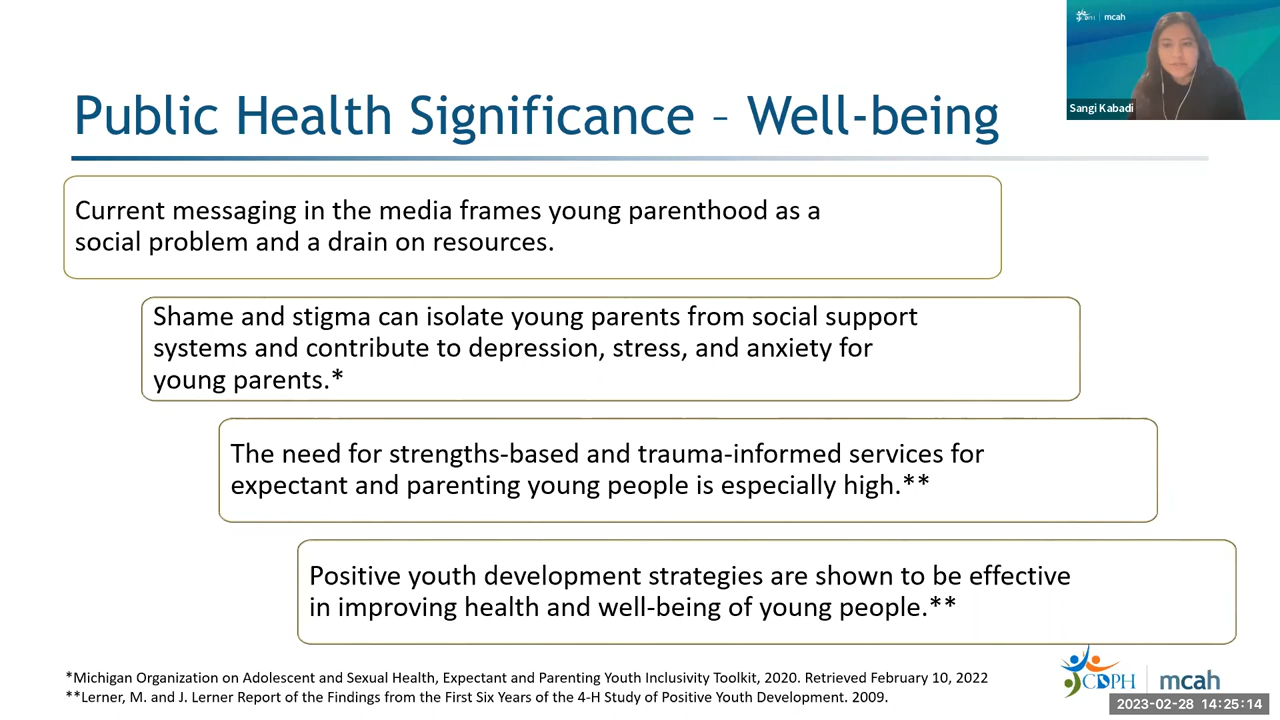 CDPH mcah
Sangi Kabadi
Public Health Significance – Well-being
Current messaging in the media frames young parenthood as a
social problem and a drain on resources.
Shame and stigma can isolate young parents from social support
systems and contribute to depression, stress, and anxiety for
young parents.*
The need for strengths-based and trauma-informed services for
expectant and parenting young people is especially high.**
Positive youth development strategies are shown to be effective
in improving health and well-being of young people.**
*Michigan Organization on Adolescent and Sexual Health, Expectant and Parenting Youth Inclusivity Toolkit, 2020. Retrieved February 10, 2022
**Lerner, M. and J. Lerner Report of the Findings from the First Six Years of the 4-H Study of Positive Youth Development. 2009.
CDPH mcah
2023-02-28 14:25:14